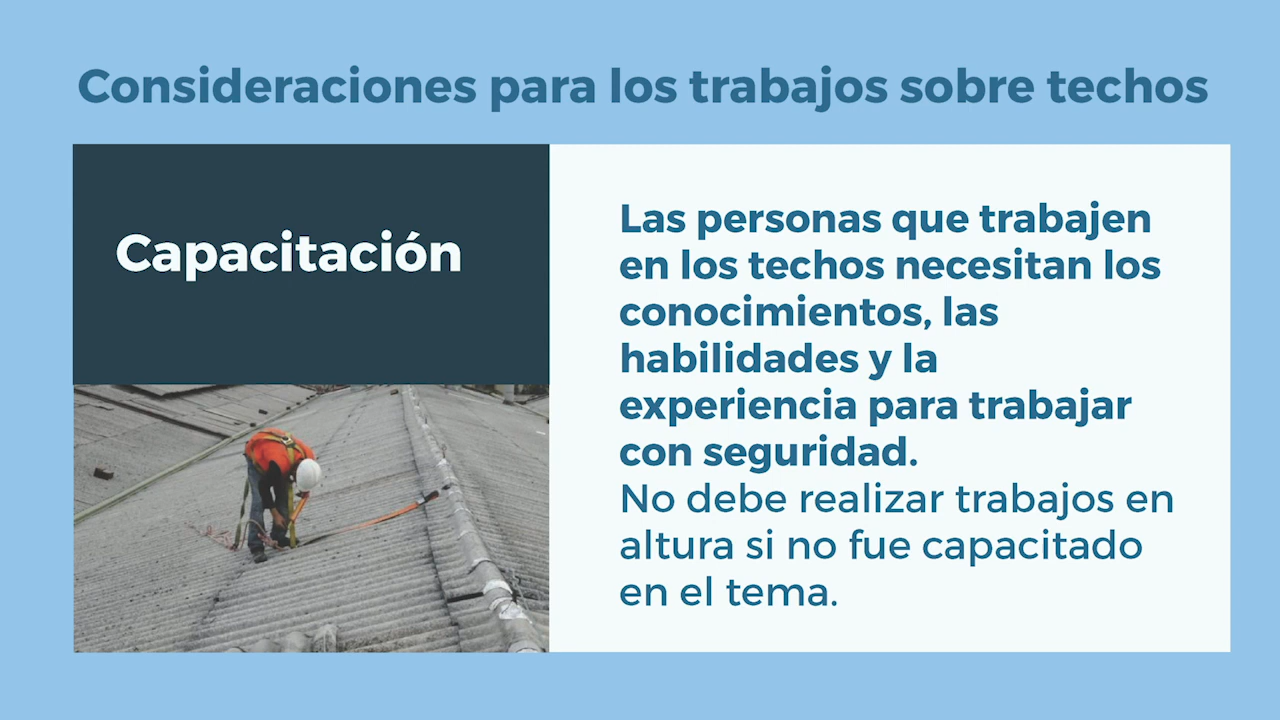 Consideraciones para los trabajos sobre techos
Capacitación
Las personas que trabajen
en los techos necesitan los
conocimientos, las
habilidades y la
experiencia para trabajar
con seguridad.
No debe realizar trabajos en
altura si no fue capacitado
en el tema.